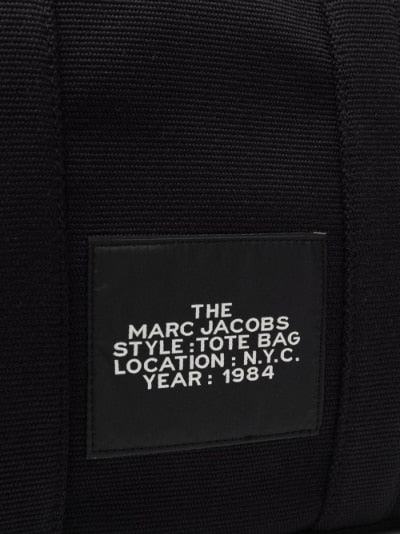 THE
MARC JACOBS
STYLE : TOTE BAG
LOCATION : N.Y.C.
YEAR : 1984